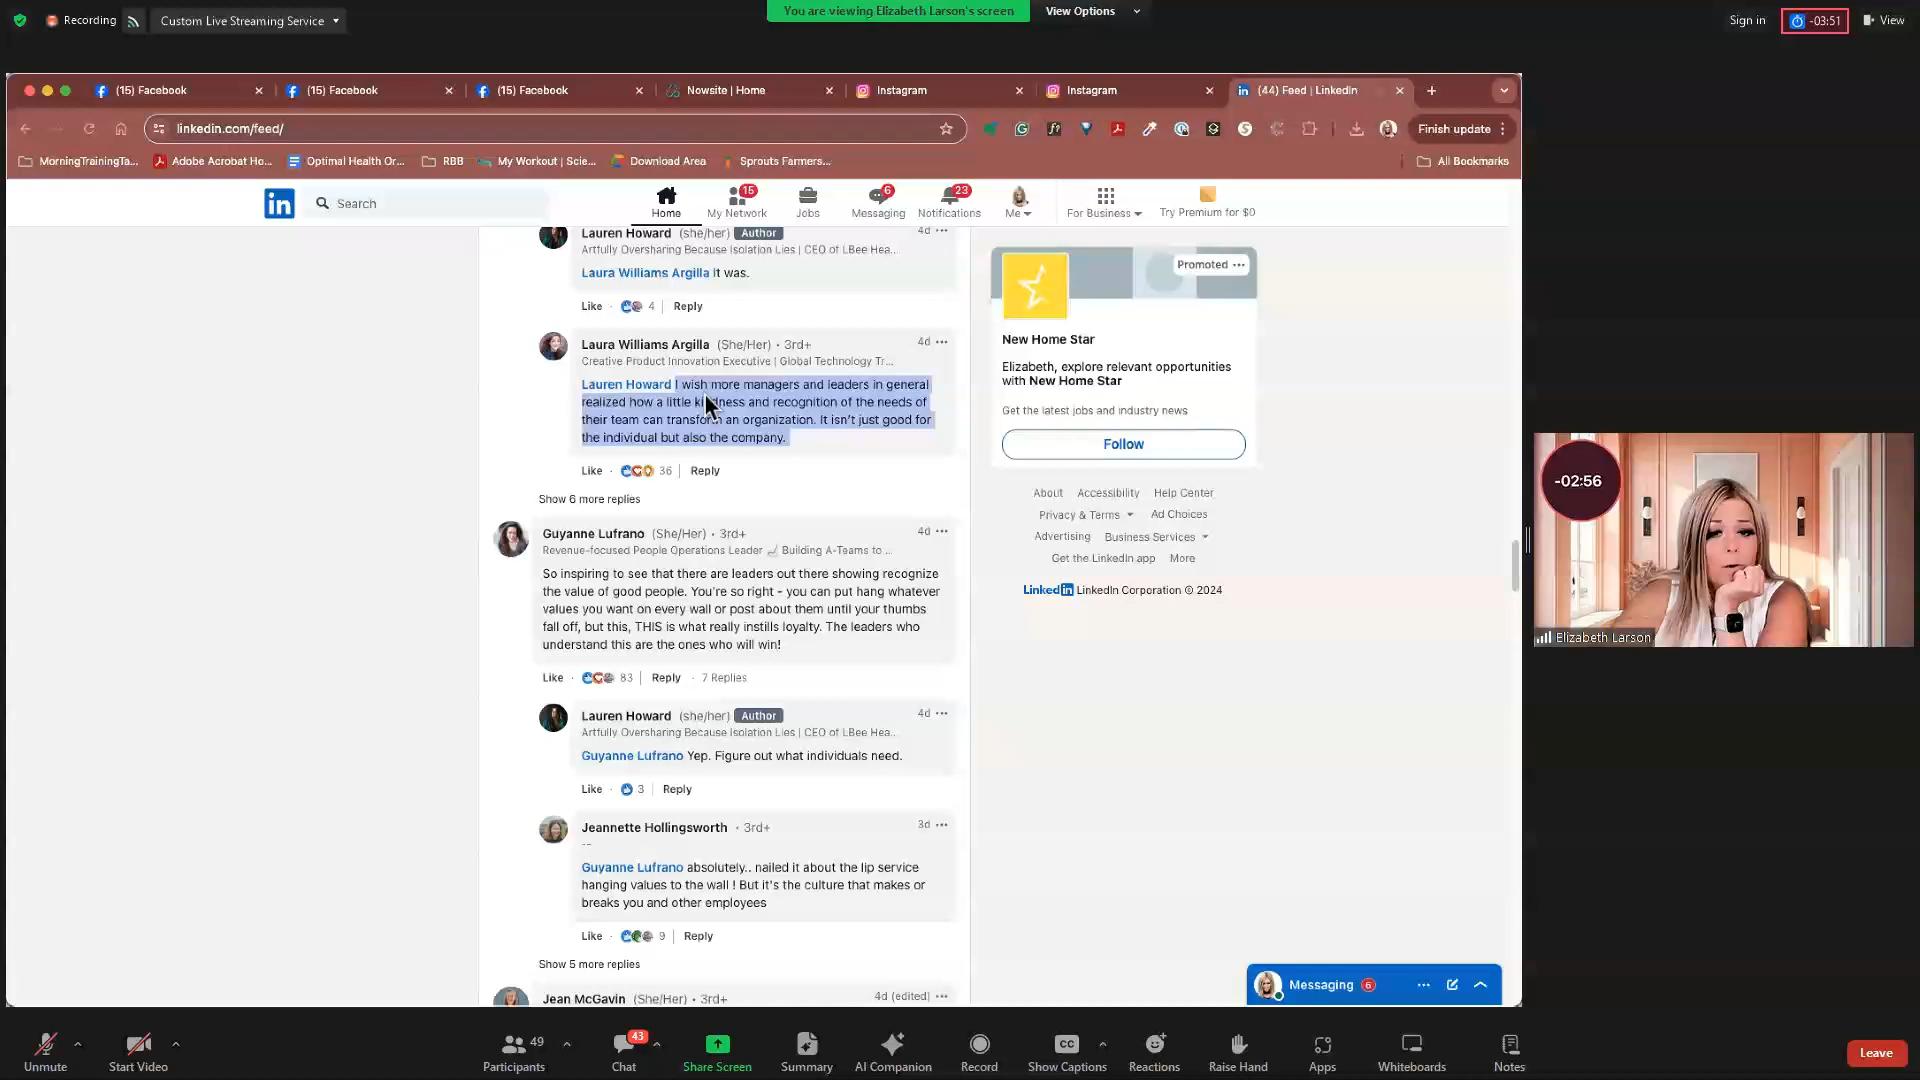 Recording
Custom Live Streaming Service
You are viewing Elizabeth Larson's screen
View Options
Sign in
-03:51
View
(15) Facebook
(15) Facebook
(15) Facebook
Nowsite | Home
Instagram
Instagram
(44) Feed | LinkedIn
linkedin.com/feed/
Finish update
MorningTrainingTa...
Adobe Acrobat Ho...
Optimal Health Or...
RBB
My Workout | Scie...
Download Area
Sprouts Farmers...
All Bookmarks
in
Search
Home
15
My Network
Jobs
6
Messaging
23
Notifications
Me
For Business
Try Premium for $0
Lauren Howard (she/her) Author
4d
Artfully Oversharing Because Isolation Lies | CEO of LBee Hea...
Laura Williams Argilla It was.
Like · 4 | Reply
Laura Williams Argilla (She/Her) • 3rd+
4d
Creative Product Innovation Executive | Global Technology Tr...
Lauren Howard I wish more managers and leaders in general
realized how a little kindness and recognition of the needs of
their team can transform an organization. It isn't just good for
the individual but also the company.
Like · 36 | Reply
Show 6 more replies
Guyanne Lufrano (She/Her) • 3rd+
4d
Revenue-focused People Operations Leader Building A-Teams to ...
So inspiring to see that there are leaders out there showing recognize
the value of good people. You're so right - you can put hang whatever
values you want on every wall or post about them until your thumbs
fall off, but this, THIS is what really instills loyalty. The leaders who
understand this are the ones who will win!
Like · 83 | Reply · 7 Replies
Lauren Howard (she/her) Author
4d
Artfully Oversharing Because Isolation Lies | CEO of LBee Hea...
Guyanne Lufrano Yep. Figure out what individuals need.
Like · 3 | Reply
Jeannette Hollingsworth • 3rd+
3d
--
Guyanne Lufrano absolutely.. nailed it about the lip service
hanging values to the wall ! But it's the culture that makes or
breaks you and other employees
Like · 9 | Reply
Show 5 more replies
Jean McGavin (She/Her) • 3rd+
4d (edited)
Promoted
New Home Star
Elizabeth, explore relevant opportunities
with New Home Star
Get the latest jobs and industry news
Follow
About Accessibility Help Center
Privacy & Terms Ad Choices
Advertising Business Services
Get the LinkedIn app More
LinkedIn LinkedIn Corporation © 2024
Messaging 6
-02:56
Elizabeth Larson
Unmute
Start Video
49
Participants
43
Chat
Share Screen
Summary
AI Companion
Record
CC
Show Captions
Reactions
Raise Hand
Apps
Whiteboards
Notes
Leave